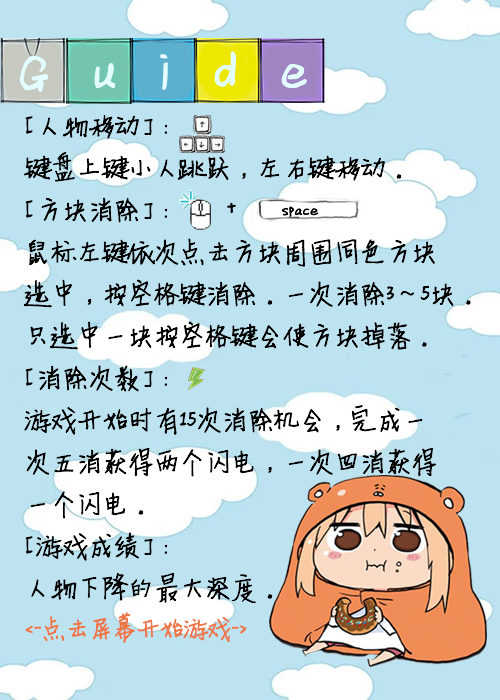 Guide
[人物移动]：
键盘上键小人跳跃，左右键移动。
[方块消除]： + space
鼠标左键依次点击方块周围同色方块
选中，按空格键消除。一次消除3～5块。
只选中一块按空格键会使方块掉落。
[消除次数]：
游戏开始时有15次消除机会，完成一
次五消获得两个闪电，一次四消获得
一个闪电。
[游戏成绩]：
人物下降的最大深度。
<-点击屏幕开始游戏->